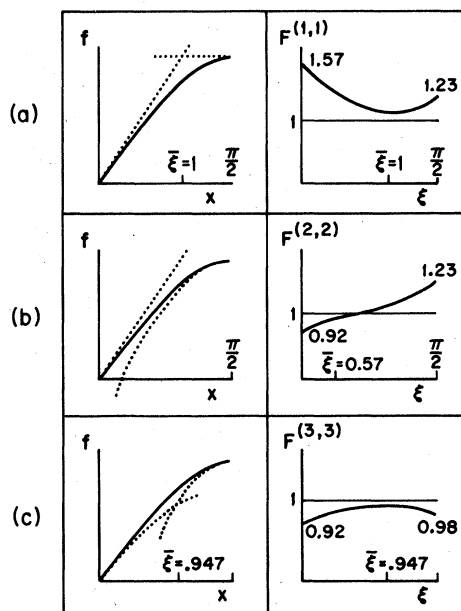 (a)
f
ξ̄=1
π/2
x
F(1,1)
1.57
1.23
1
ξ̄=1
π/2
ξ
(b)
f
π/2
x
F(2,2)
1.23
1
0.92
ξ̄=0.57
π/2
ξ
(c)
f
ξ̄=.947
x
F(3,3)
1
0.92
0.98
ξ̄=.947
ξ